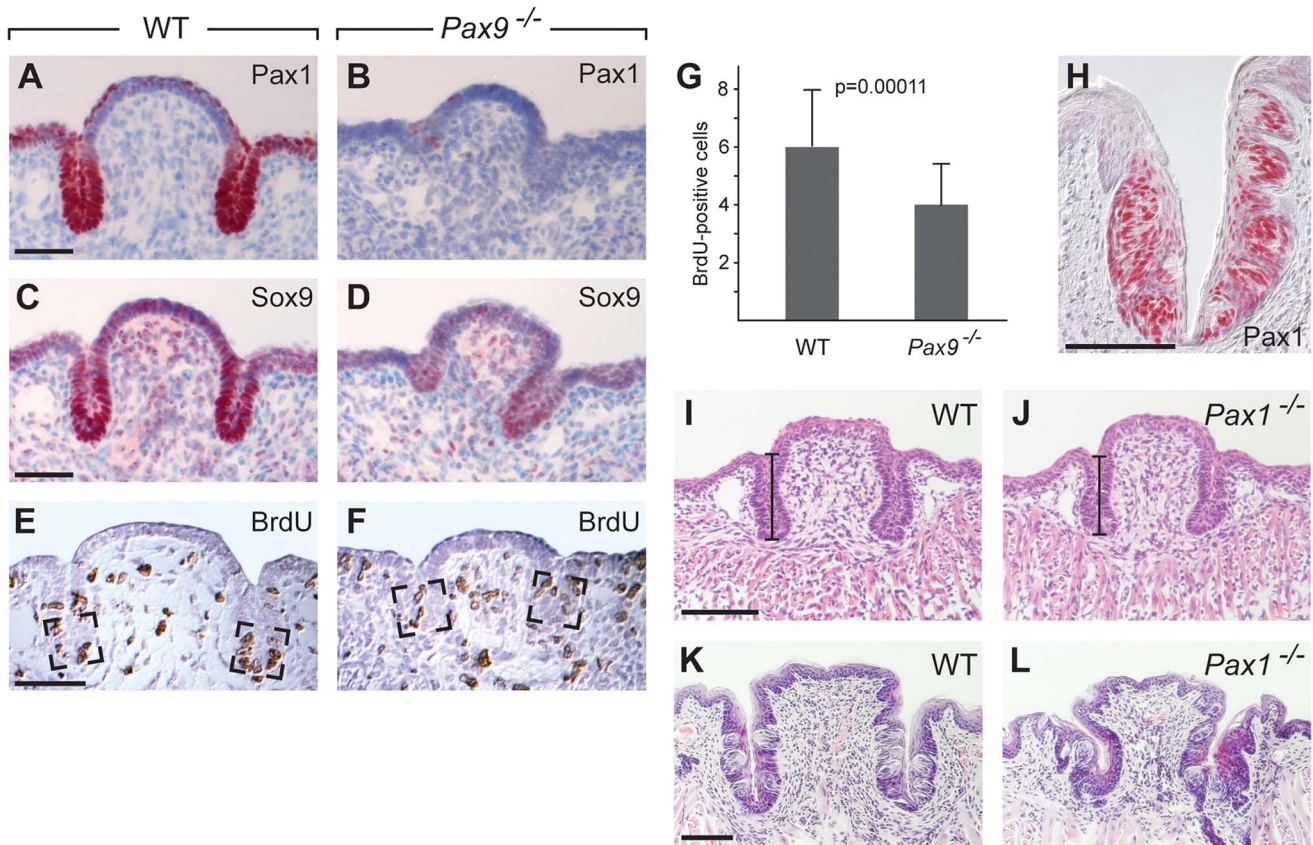 WT
Pax9 -/-
A
Pax1
B
Pax1
C
Sox9
D
Sox9
E
BrdU
F
BrdU
G
p=0.00011
BrdU-positive cells
8
6
4
2
WT
Pax9-/-
H
Pax1
I
WT
J
Pax1 -/-
K
WT
L
Pax1 -/-